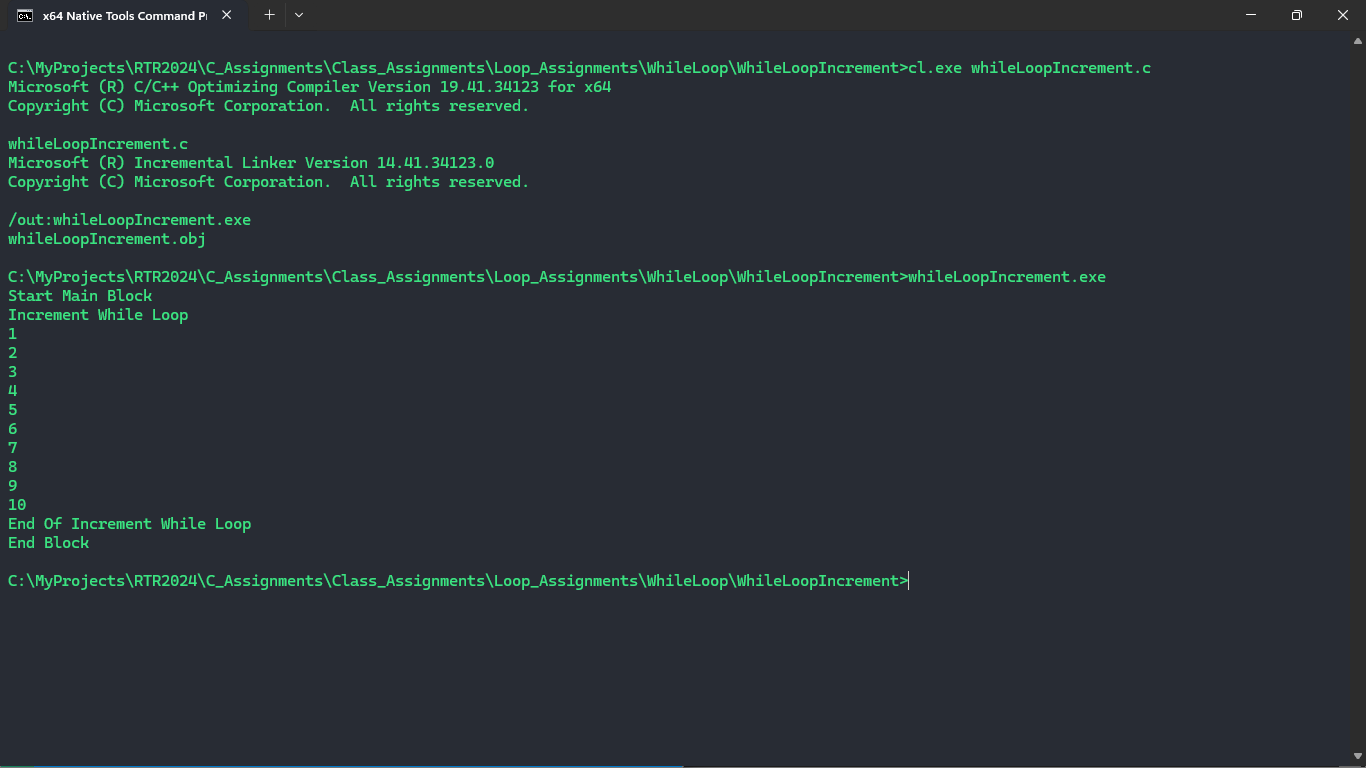 x64 Native Tools Command P
C:\MyProjects\RTR2024\C_Assignments\Class_Assignments\Loop_Assignments\WhileLoop\WhileLoopIncrement>cl.exe whileLoopIncrement.c
Microsoft (R) C/C++ Optimizing Compiler Version 19.41.34123 for x64
Copyright (C) Microsoft Corporation.  All rights reserved.
whileLoopIncrement.c
Microsoft (R) Incremental Linker Version 14.41.34123.0
Copyright (C) Microsoft Corporation.  All rights reserved.
/out:whileLoopIncrement.exe
whileLoopIncrement.obj
C:\MyProjects\RTR2024\C_Assignments\Class_Assignments\Loop_Assignments\WhileLoop\WhileLoopIncrement>whileLoopIncrement.exe
Start Main Block
Increment While Loop
1
2
3
4
5
6
7
8
9
10
End Of Increment While Loop
End Block
C:\MyProjects\RTR2024\C_Assignments\Class_Assignments\Loop_Assignments\WhileLoop\WhileLoopIncrement>